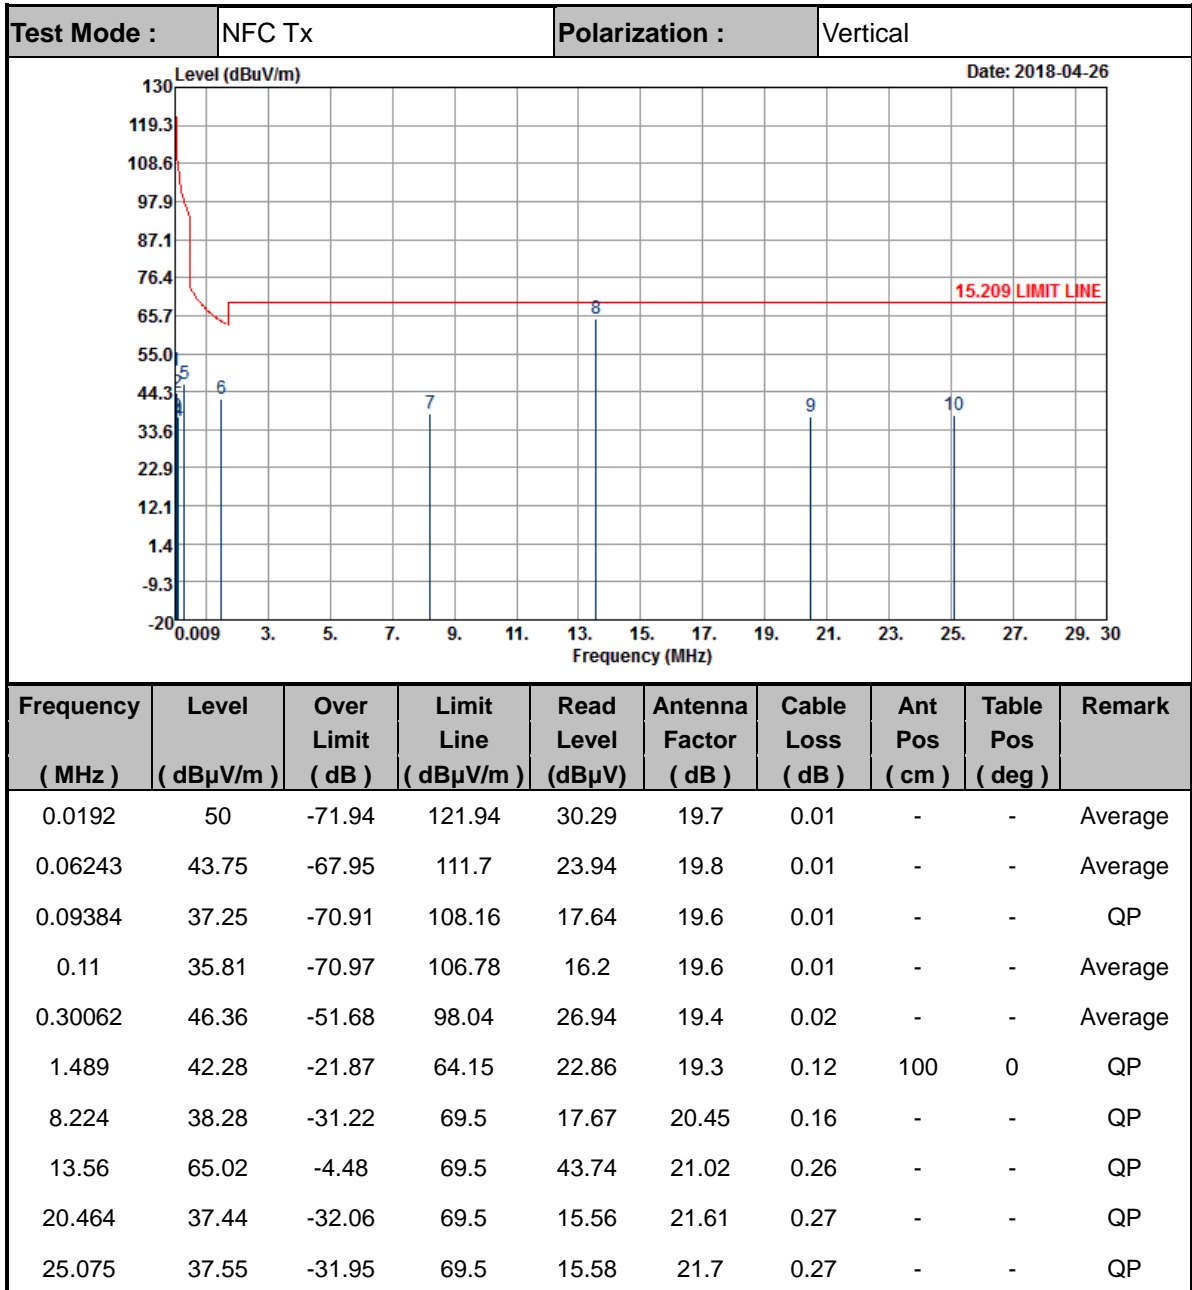 Test Mode : NFC Tx Polarization : Vertical
Level (dBuV/m) Date: 2018-04-26
130
119.3
108.6
97.9
87.1
76.4
15.209 LIMIT LINE
8
65.7
55.0
1
5
2
6
44.3
7
9
10
3
4
33.6
22.9
12.1
1.4
-9.3
-20
0.009 3. 5. 7. 9. 11. 13. 15. 17. 19. 21. 23. 25. 27. 29. 30
Frequency (MHz)
Frequency Level Over Limit Read Antenna Cable Ant Table Remark
Limit Line Level Factor Loss Pos Pos
( MHz ) ( dBμV/m ) ( dB ) ( dBμV/m ) (dBμV) ( dB ) ( dB ) ( cm ) ( deg )
0.0192 50 -71.94 121.94 30.29 19.7 0.01 - - Average
0.06243 43.75 -67.95 111.7 23.94 19.8 0.01 - - Average
0.09384 37.25 -70.91 108.16 17.64 19.6 0.01 - - QP
0.11 35.81 -70.97 106.78 16.2 19.6 0.01 - - Average
0.30062 46.36 -51.68 98.04 26.94 19.4 0.02 - - Average
1.489 42.28 -21.87 64.15 22.86 19.3 0.12 100 0 QP
8.224 38.28 -31.22 69.5 17.67 20.45 0.16 - - QP
13.56 65.02 -4.48 69.5 43.74 21.02 0.26 - - QP
20.464 37.44 -32.06 69.5 15.56 21.61 0.27 - - QP
25.075 37.55 -31.95 69.5 15.58 21.7 0.27 - - QP